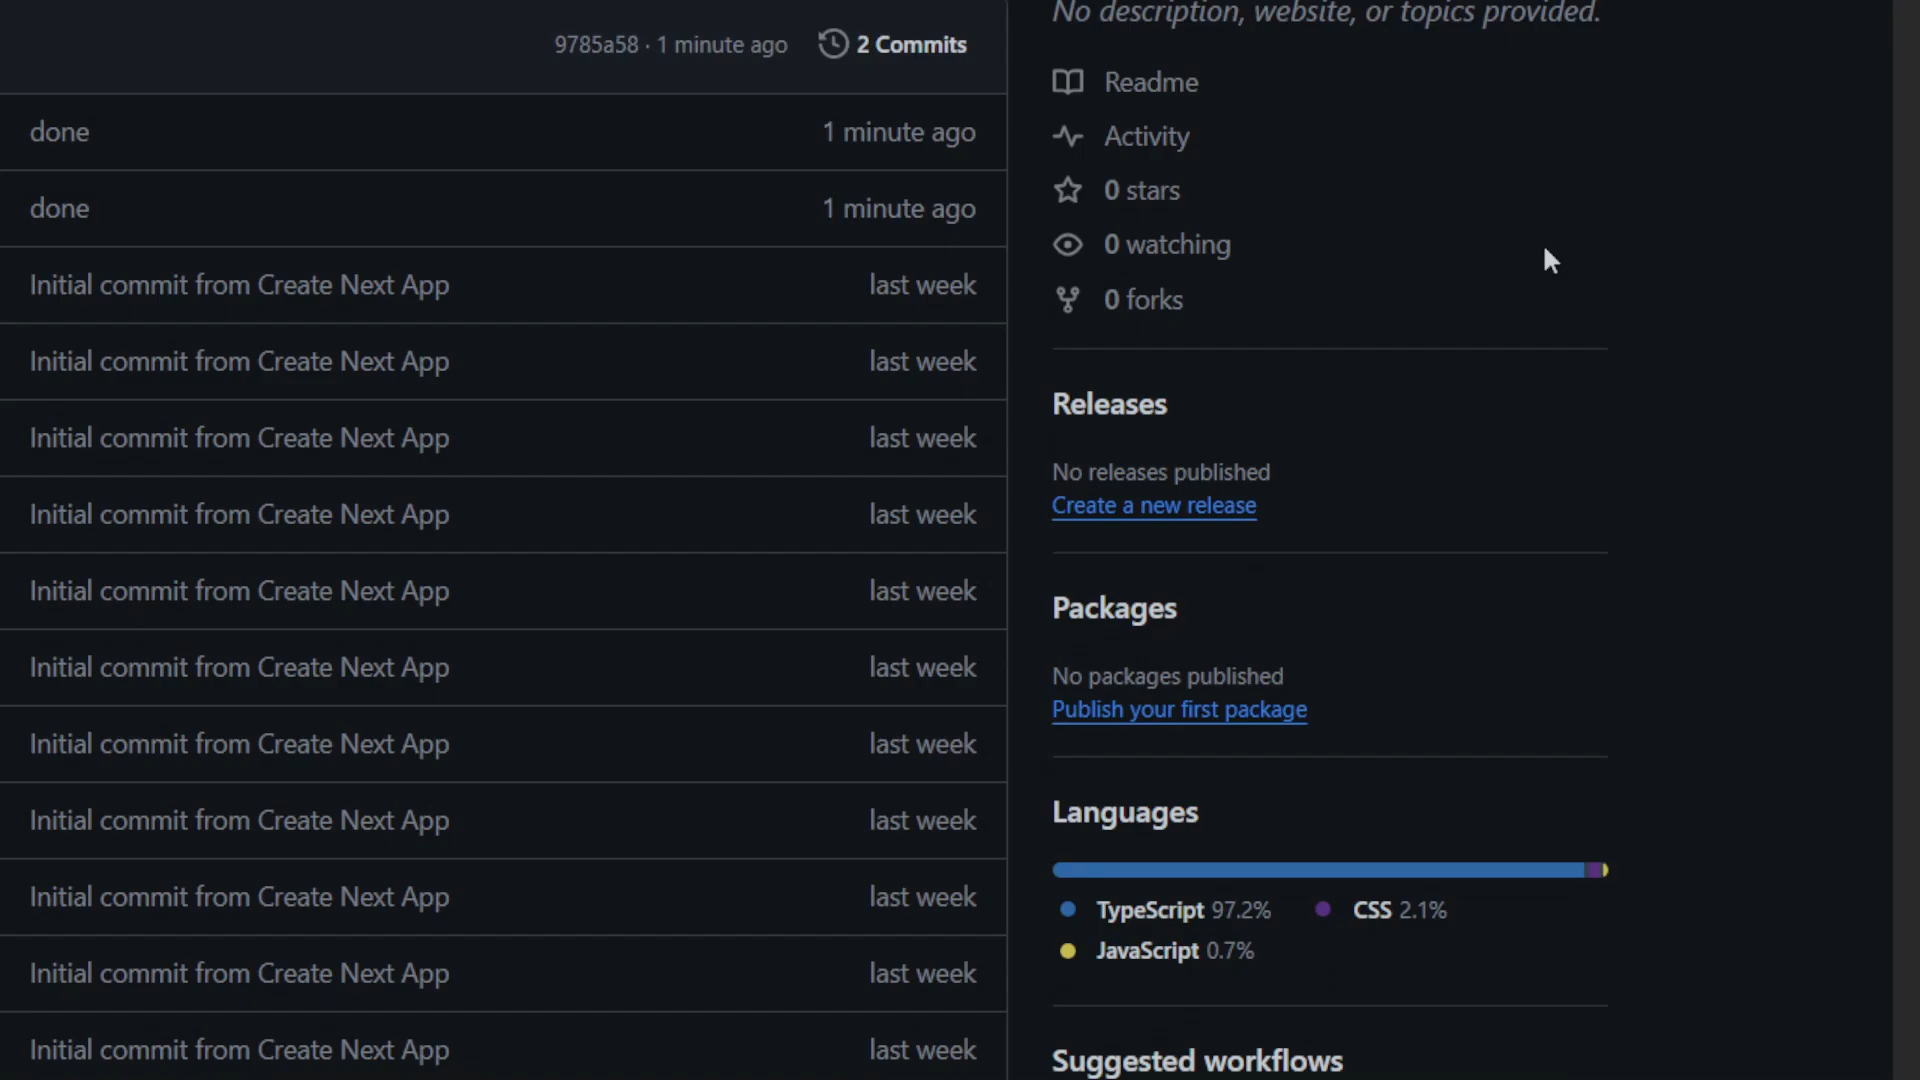 No description, website, or topics provided.
9785a58 · 1 minute ago 2 Commits
done 1 minute ago
done 1 minute ago
Initial commit from Create Next App last week
Initial commit from Create Next App last week
Initial commit from Create Next App last week
Initial commit from Create Next App last week
Initial commit from Create Next App last week
Initial commit from Create Next App last week
Initial commit from Create Next App last week
Initial commit from Create Next App last week
Initial commit from Create Next App last week
Initial commit from Create Next App last week
Initial commit from Create Next App last week
Readme
Activity
0 stars
0 watching
0 forks
Releases
No releases published
Create a new release
Packages
No packages published
Publish your first package
Languages
TypeScript 97.2% CSS 2.1%
JavaScript 0.7%
Suggested workflows